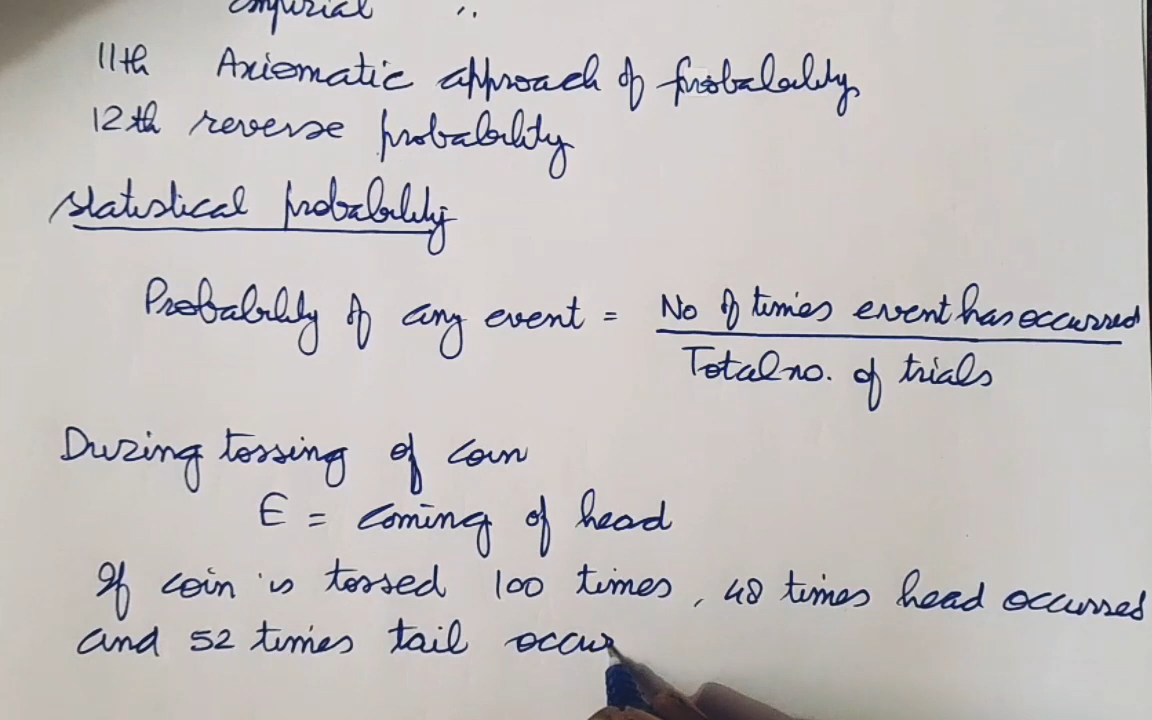 empirial "
11th Axiomatic approach of probability
12th reverse probability
statistical probability
Probability of any event = No of times event has occurred
Total no. of trials
During tossing of coin
E = coming of head
If coin is tossed 100 times, 48 times head occurred
and 52 times tail occur